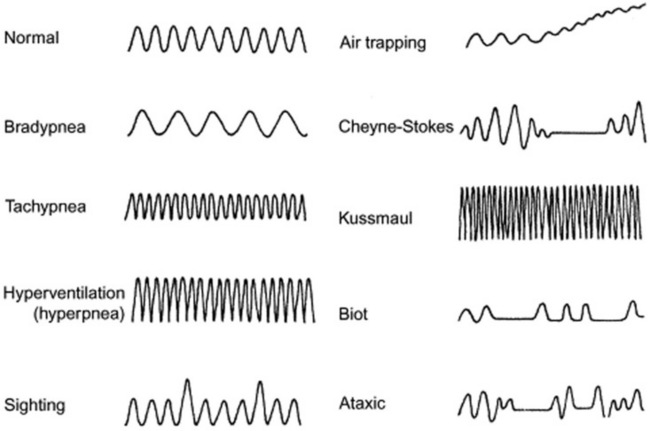 Normal
Bradypnea
Tachypnea
Hyperventilation
(hyperpnea)
Sighting
Air trapping
Cheyne-Stokes
Kussmaul
Biot
Ataxic